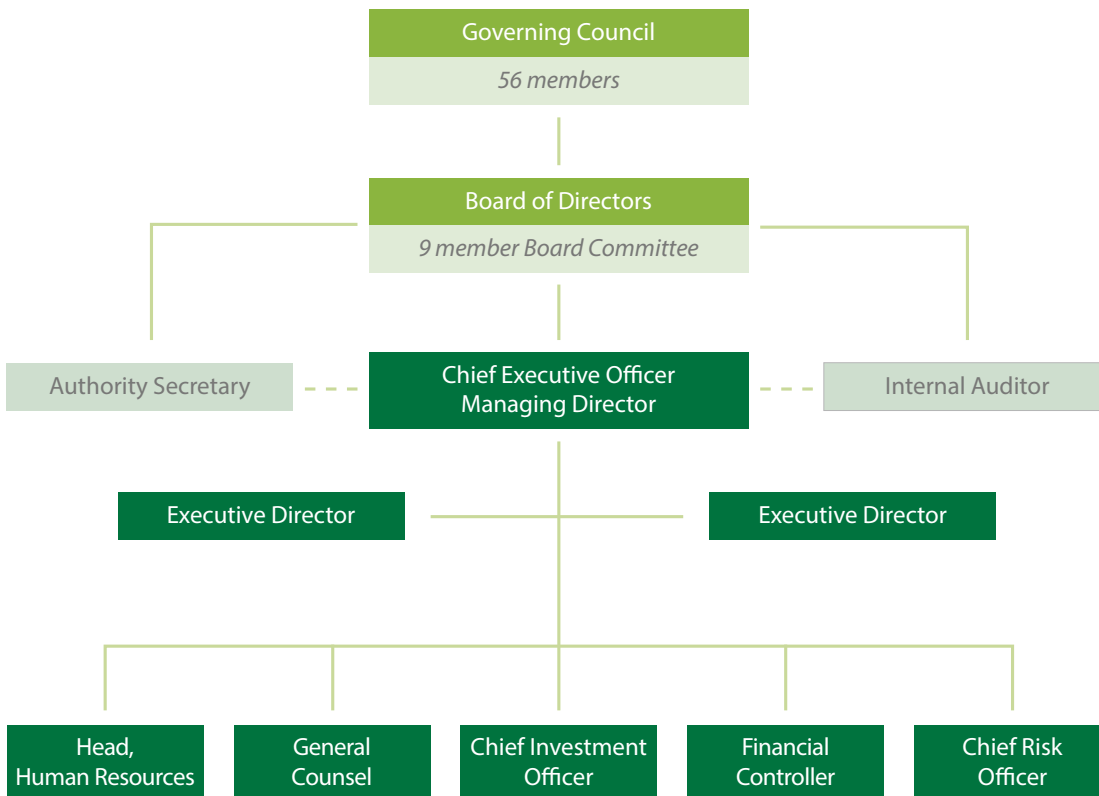 Governing Council
56 members
Board of Directors
9 member Board Committee
Authority Secretary
Chief Executive Officer
Managing Director
Internal Auditor
Executive Director
Executive Director
Head,
Human Resources
General
Counsel
Chief Investment
Officer
Financial
Controller
Chief Risk
Officer